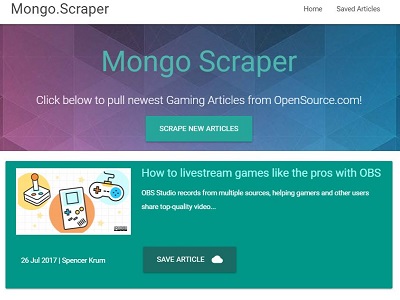 Mongo.Scraper
Home
Saved Articles
Mongo Scraper
Click below to pull newest Gaming Articles from OpenSource.com!
SCRAPE NEW ARTICLES
How to livestream games like the pros with OBS
OBS Studio records from multiple sources, helping gamers and other users
share top-quality video...
26 Jul 2017 | Spencer Krum
SAVE ARTICLE